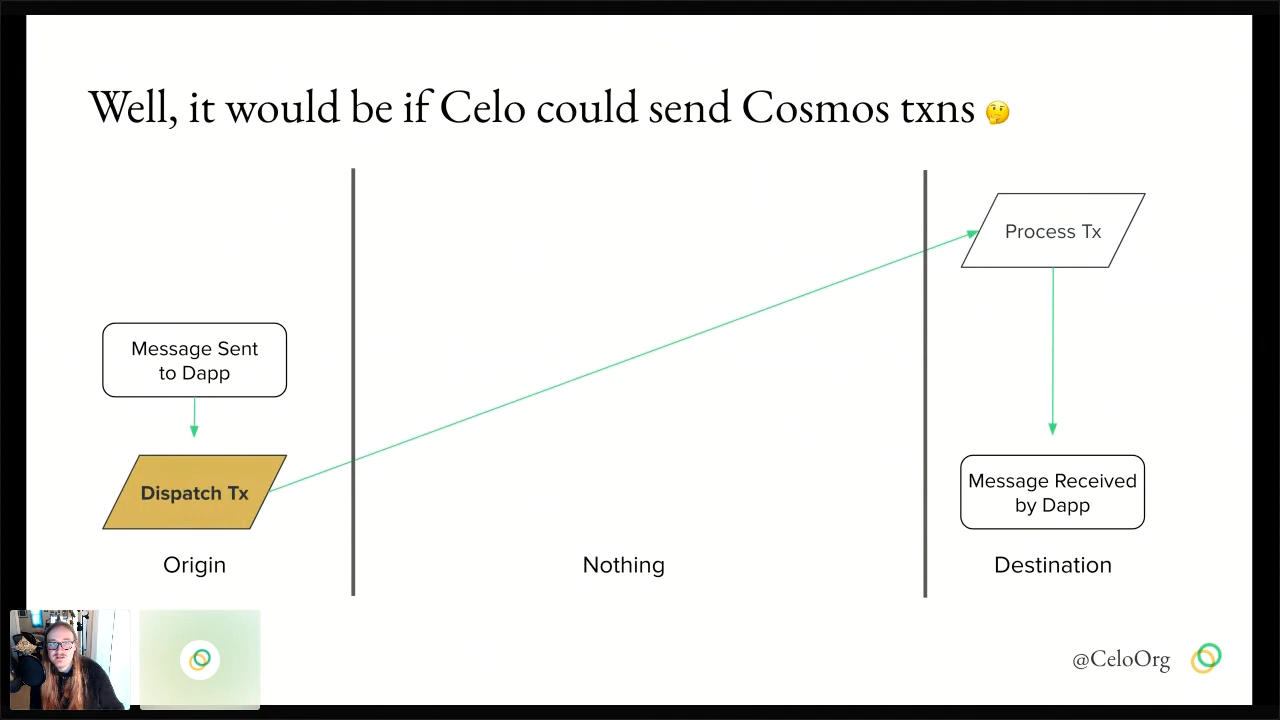 Well, it would be if Celo could send Cosmos txns 🤔
Process Tx
Message Sent
to Dapp
Dispatch Tx
Message Received
by Dapp
Origin
Nothing
Destination
@CeloOrg